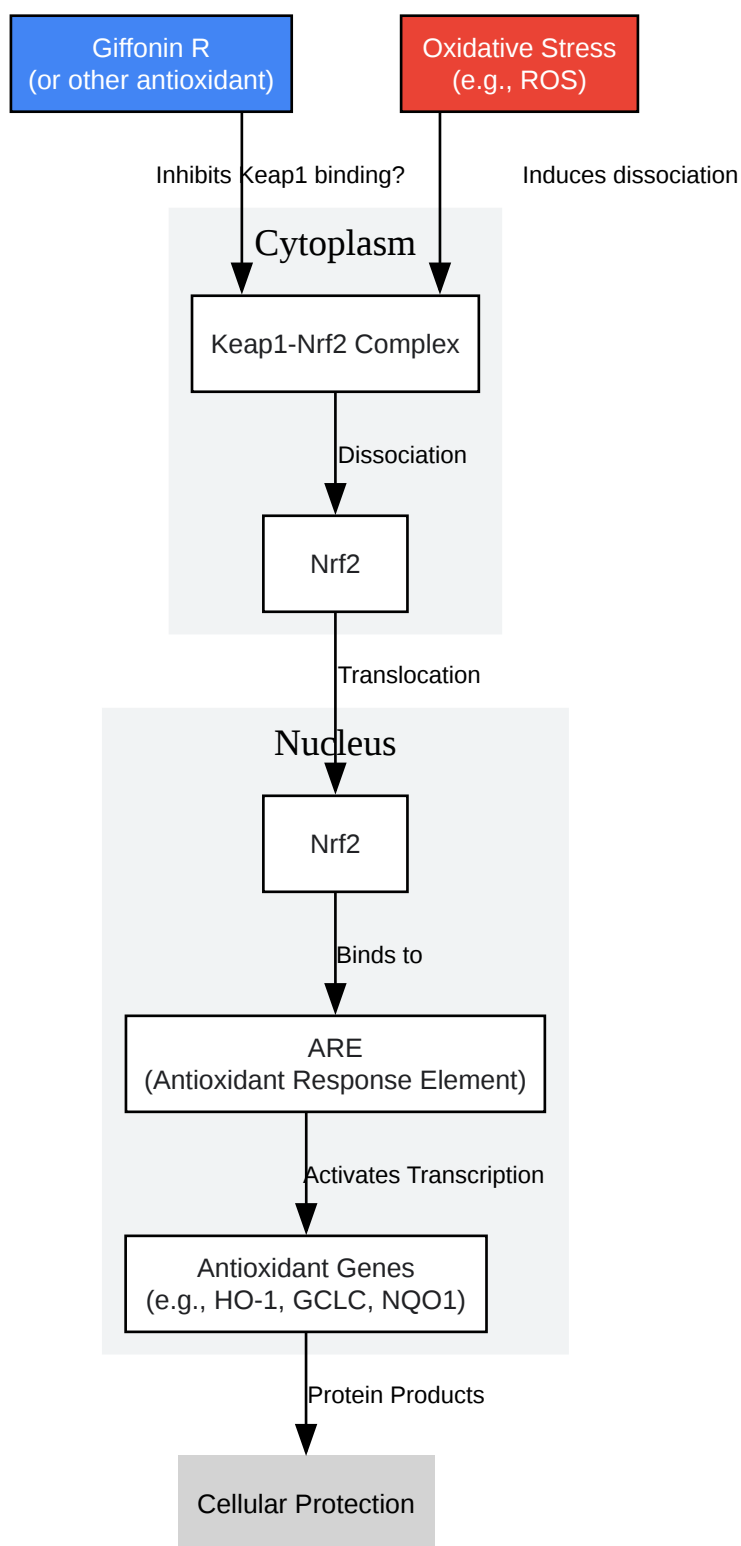 Giffonin R
(or other antioxidant)
Oxidative Stress
(e.g., ROS)
Inhibits Keap1 binding?
Induces dissociation
Cytoplasm
Keap1-Nrf2 Complex
Dissociation
Nrf2
Translocation
Nucleus
Nrf2
Binds to
ARE
(Antioxidant Response Element)
Activates Transcription
Antioxidant Genes
(e.g., HO-1, GCLC, NQO1)
Protein Products
Cellular Protection